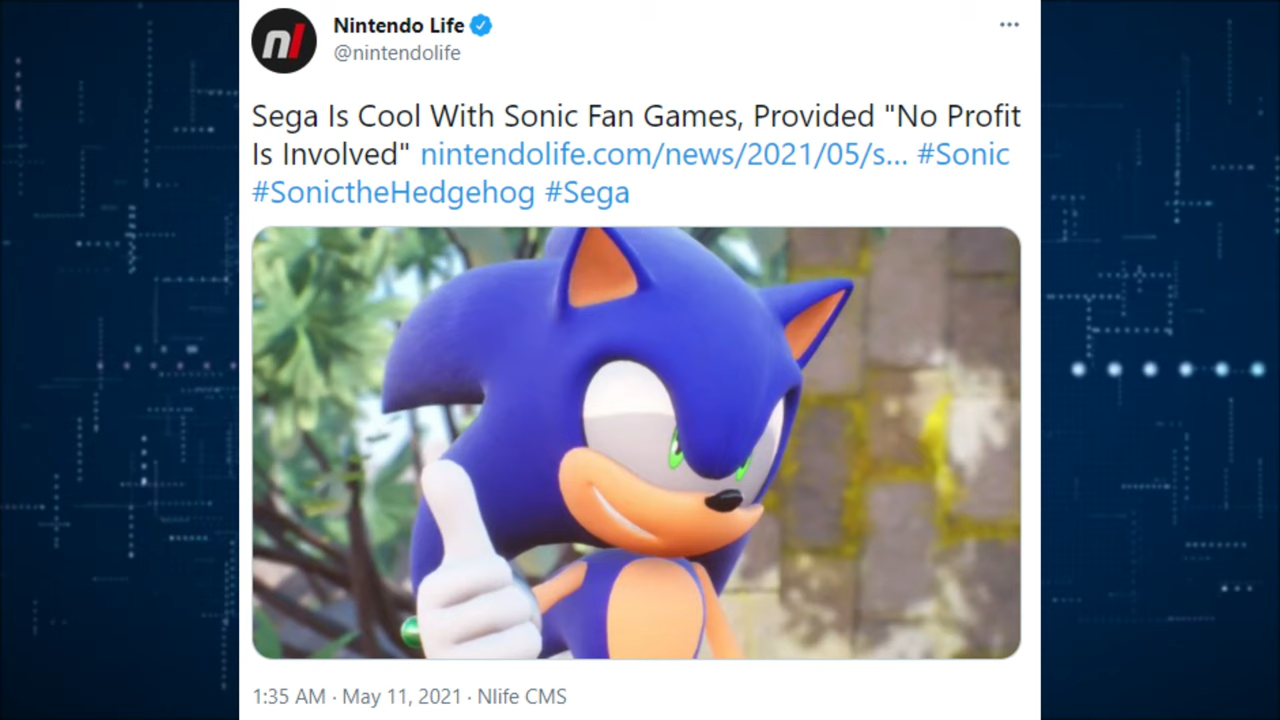 Nintendo Life
@nintendolife
Sega Is Cool With Sonic Fan Games, Provided "No Profit
Is Involved" nintendolife.com/news/2021/05/s... #Sonic
#SonictheHedgehog #Sega
1:35 AM · May 11, 2021 · Nlife CMS